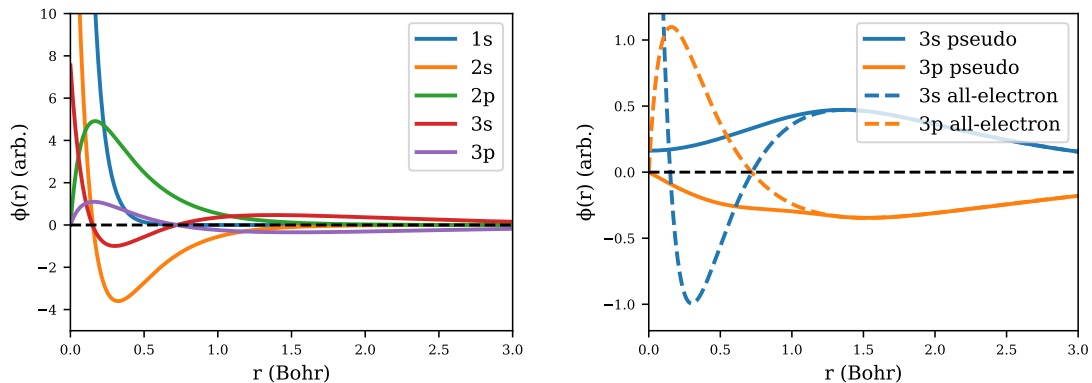 10
8
6
4
2
0
−2
−4
ϕ(r) (arb.)
0.0 0.5 1.0 1.5 2.0 2.5 3.0
r (Bohr)
1s
2s
2p
3s
3p
1.0
0.5
0.0
−0.5
−1.0
ϕ(r) (arb.)
0.0 0.5 1.0 1.5 2.0 2.5 3.0
r (Bohr)
3s pseudo
3p pseudo
3s all-electron
3p all-electron